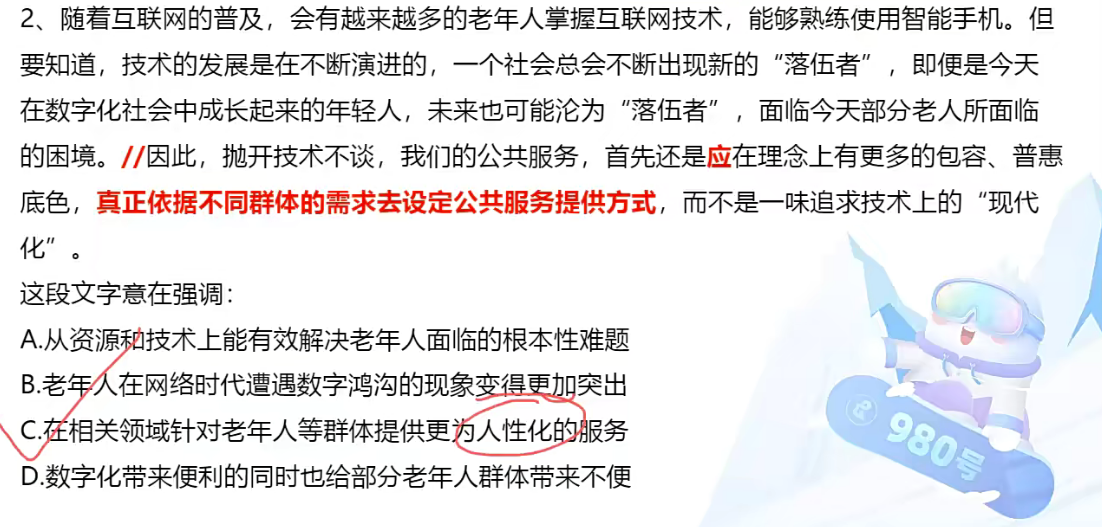 2、随着互联网的普及，会有越来越多的老年人掌握互联网技术，能够熟练使用智能手机。但
要知道，技术的发展是在不断演进的，一个社会总会不断出现新的“落伍者”，即便是今天
在数字化社会中成长起来的年轻人，未来也可能沦为“落伍者”，面临今天部分老人所面临
的困境。//因此，抛开技术不谈，我们的公共服务，首先还是应在理念上有更多的包容、普惠
底色，真正依据不同群体的需求去设定公共服务提供方式，而不是一味追求技术上的“现代
化”。
这段文字意在强调：
A.从资源和技术上能有效解决老年人面临的根本性难题
B.老年人在网络时代遭遇数字鸿沟的现象变得更加突出
C.在相关领域针对老年人等群体提供更为人性化的服务
D.数字化带来便利的同时也给部分老年人群体带来不便
980号